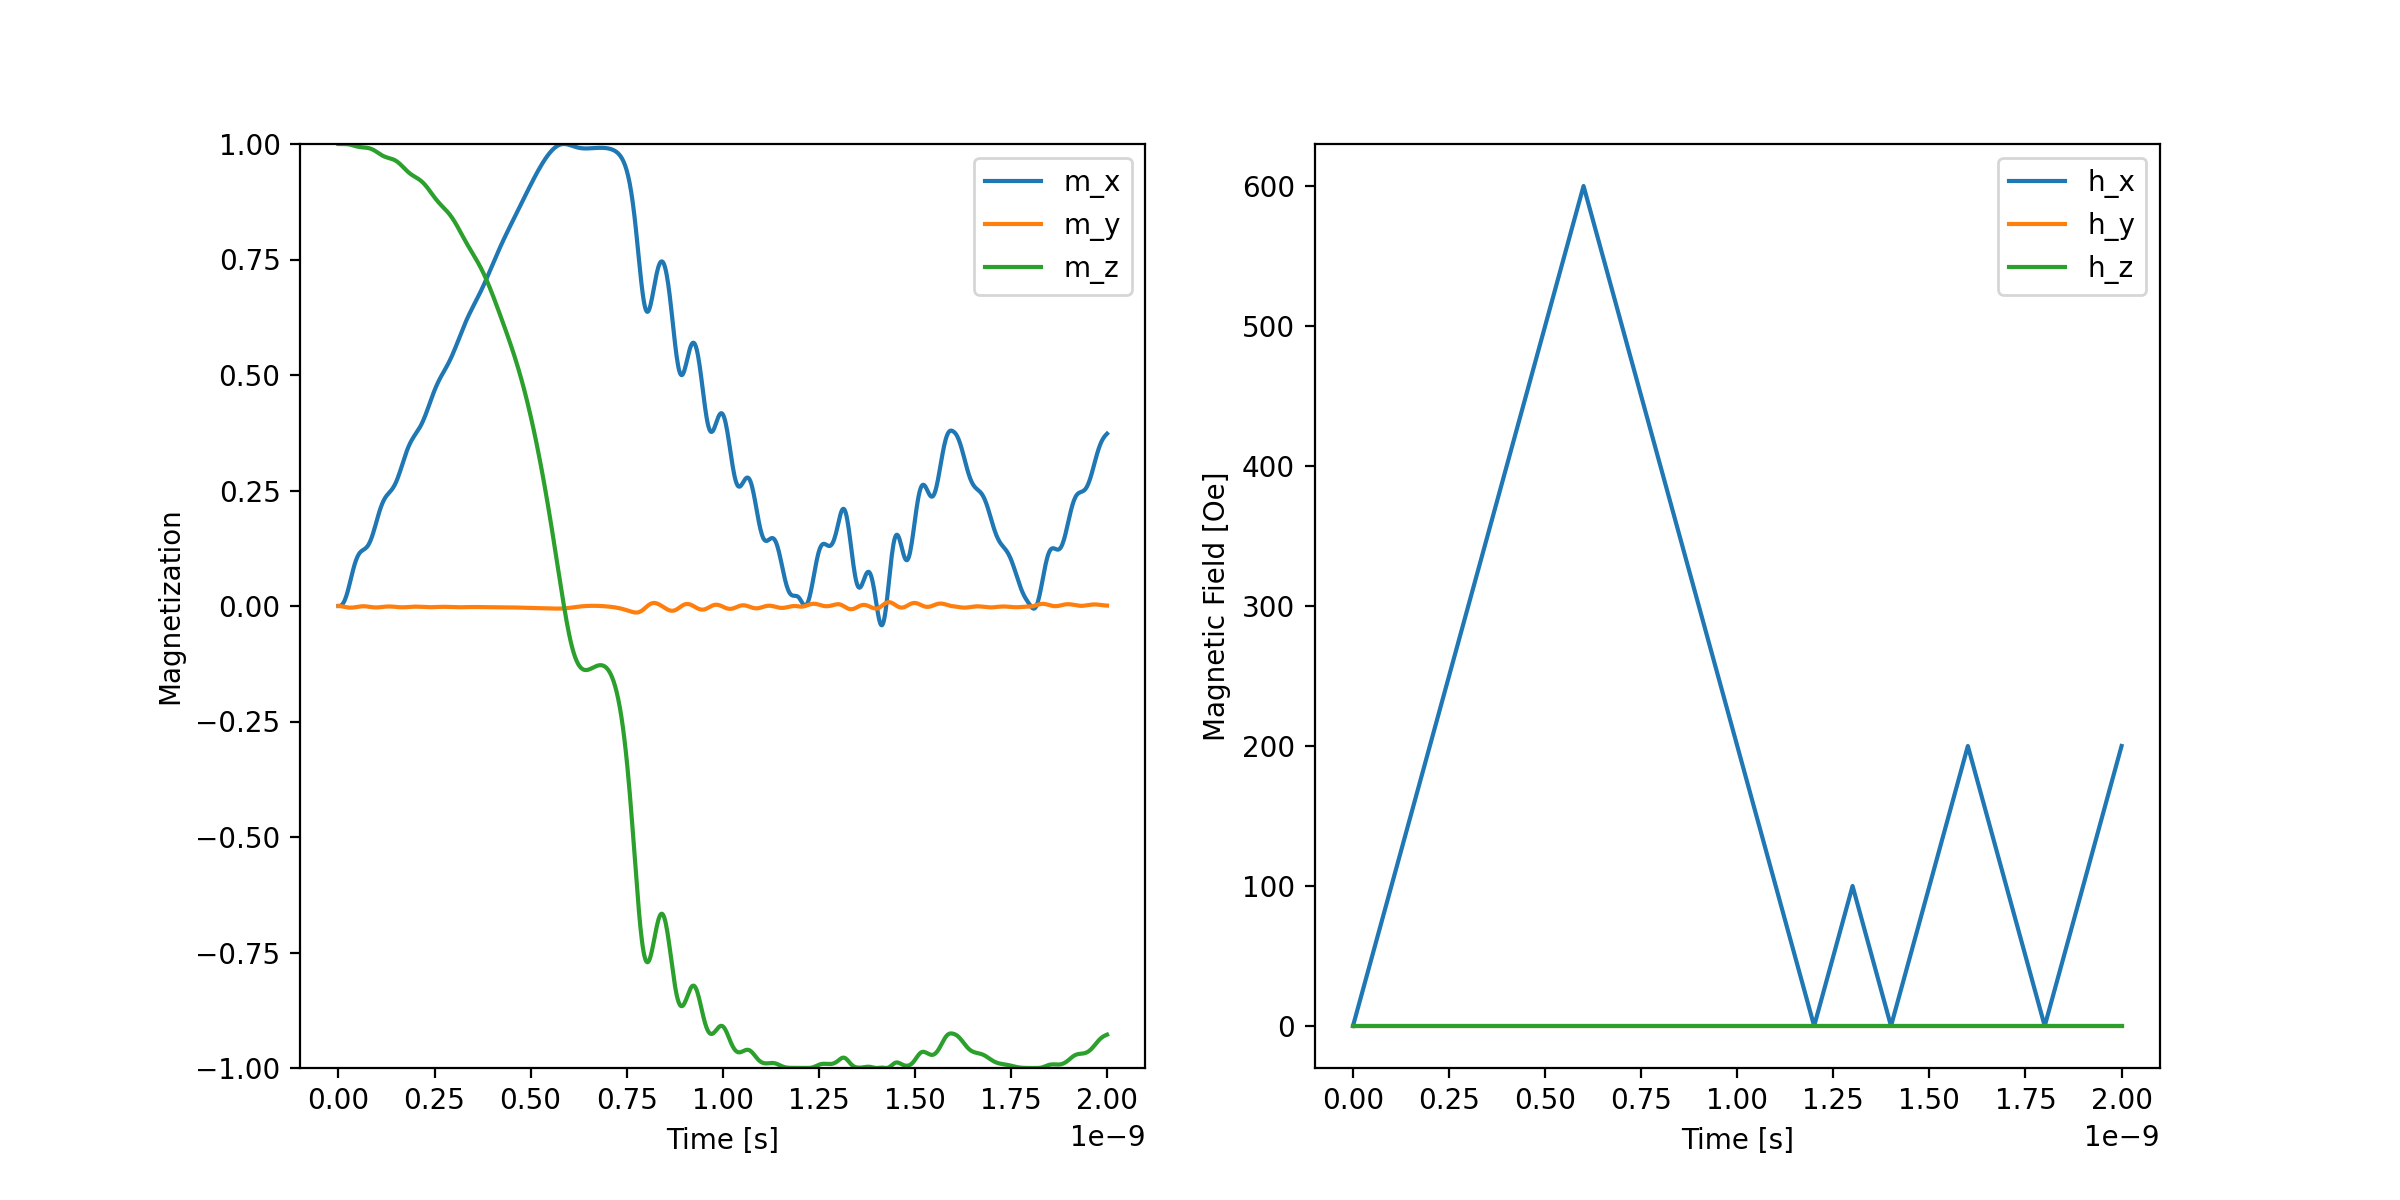 Magnetization
1.00
0.75
0.50
0.25
0.00
−0.25
−0.50
−0.75
−1.00
m_x
m_y
m_z
0.00 0.25 0.50 0.75 1.00 1.25 1.50 1.75 2.00
Time [s]
1e−9
Magnetic Field [Oe]
600
500
400
300
200
100
0
h_x
h_y
h_z
0.00 0.25 0.50 0.75 1.00 1.25 1.50 1.75 2.00
Time [s]
1e−9